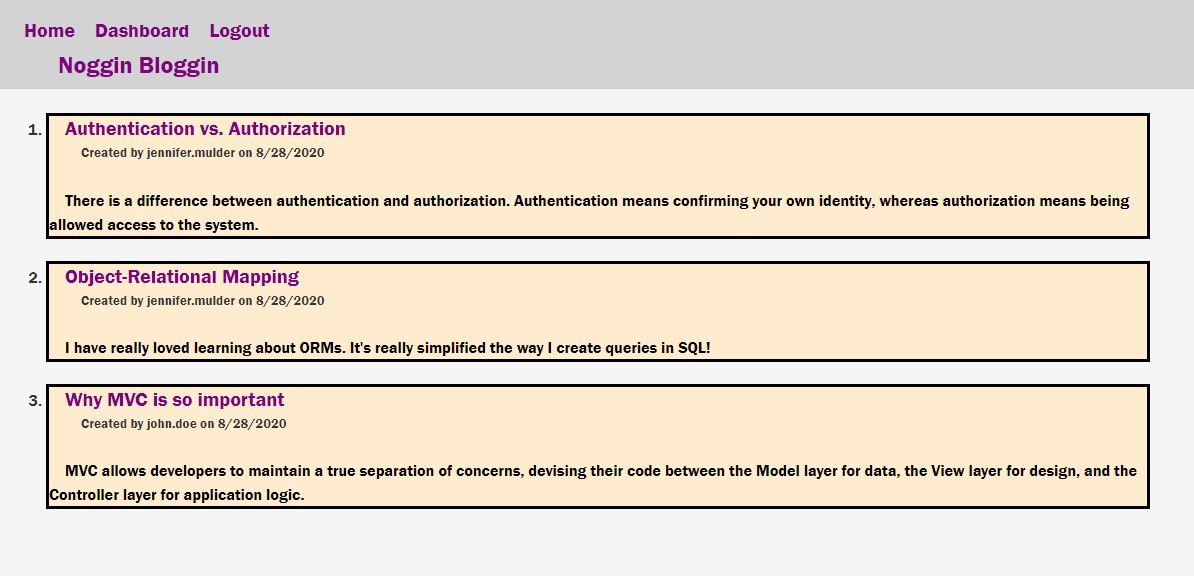 Home Dashboard Logout
Noggin Bloggin
1. Authentication vs. Authorization
Created by jennifer.mulder on 8/28/2020
There is a difference between authentication and authorization. Authentication means confirming your own identity, whereas authorization means being
allowed access to the system.
2. Object-Relational Mapping
Created by jennifer.mulder on 8/28/2020
I have really loved learning about ORMs. It's really simplified the way I create queries in SQL!
3. Why MVC is so important
Created by john.doe on 8/28/2020
MVC allows developers to maintain a true separation of concerns, devising their code between the Model layer for data, the View layer for design, and the
Controller layer for application logic.